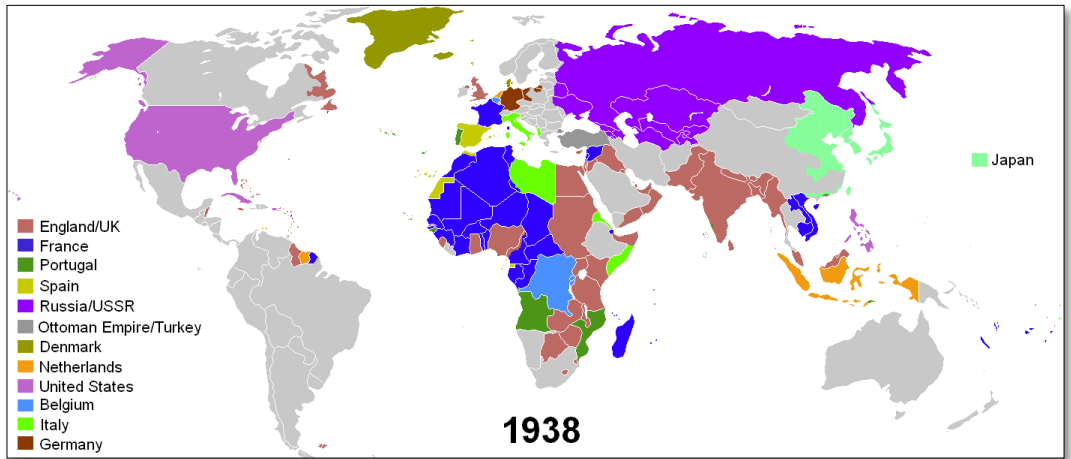 Japan
England/UK
France
Portugal
Spain
Russia/USSR
Ottoman Empire/Turkey
Denmark
Netherlands
United States
Belgium
Italy
Germany
1938